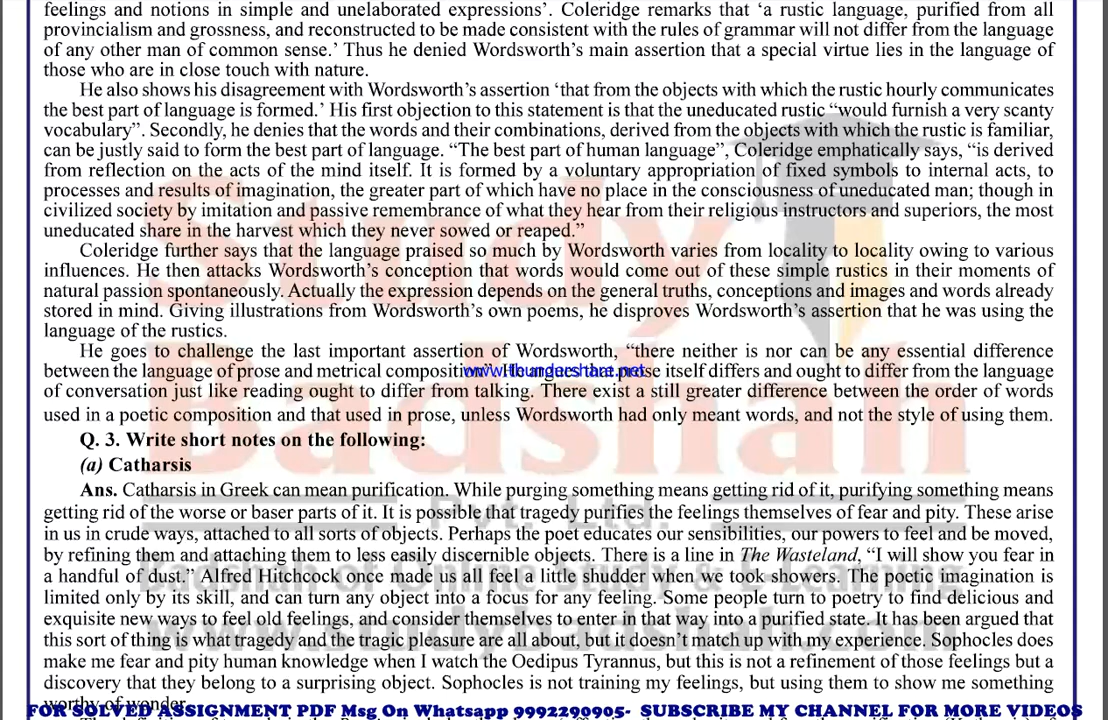 feelings and notions in simple and unelaborated expressions’. Coleridge remarks that ‘a rustic language, purified from all
provincialism and grossness, and reconstructed to be made consistent with the rules of grammar will not differ from the language
of any other man of common sense.’ Thus he denied Wordsworth’s main assertion that a special virtue lies in the language of
those who are in close touch with nature.
He also shows his disagreement with Wordsworth’s assertion ‘that from the objects with which the rustic hourly communicates
the best part of language is formed.’ His first objection to this statement is that the uneducated rustic “would furnish a very scanty
vocabulary”. Secondly, he denies that the words and their combinations, derived from the objects with which the rustic is familiar,
can be justly said to form the best part of language. “The best part of human language”, Coleridge emphatically says, “is derived
from reflection on the acts of the mind itself. It is formed by a voluntary appropriation of fixed symbols to internal acts, to
processes and results of imagination, the greater part of which have no place in the consciousness of uneducated man; though in
civilized society by imitation and passive remembrance of what they hear from their religious instructors and superiors, the most
uneducated share in the harvest which they never sowed or reaped.”
Coleridge further says that the language praised so much by Wordsworth varies from locality to locality owing to various
influences. He then attacks Wordsworth’s conception that words would come out of these simple rustics in their moments of
natural passion spontaneously. Actually the expression depends on the general truths, conceptions and images and words already
stored in mind. Giving illustrations from Wordsworth’s own poems, he disproves Wordsworth’s assertion that he was using the
language of the rustics.
He goes to challenge the last important assertion of Wordsworth, “there neither is nor can be any essential difference
between the language of prose and metrical composition”. He argues that prose itself differs and ought to differ from the language
www.thundershare.net
of conversation just like reading ought to differ from talking. There exist a still greater difference between the order of words
used in a poetic composition and that used in prose, unless Wordsworth had only meant words, and not the style of using them.
Q. 3. Write short notes on the following:
(a) Catharsis
Ans. Catharsis in Greek can mean purification. While purging something means getting rid of it, purifying something means
getting rid of the worse or baser parts of it. It is possible that tragedy purifies the feelings themselves of fear and pity. These arise
in us in crude ways, attached to all sorts of objects. Perhaps the poet educates our sensibilities, our powers to feel and be moved,
by refining them and attaching them to less easily discernible objects. There is a line in The Wasteland, “I will show you fear in
a handful of dust.” Alfred Hitchcock once made us all feel a little shudder when we took showers. The poetic imagination is
limited only by its skill, and can turn any object into a focus for any feeling. Some people turn to poetry to find delicious and
exquisite new ways to feel old feelings, and consider themselves to enter in that way into a purified state. It has been argued that
this sort of thing is what tragedy and the tragic pleasure are all about, but it doesn’t match up with my experience. Sophocles does
make me fear and pity human knowledge when I watch the Oedipus Tyrannus, but this is not a refinement of those feelings but a
discovery that they belong to a surprising object. Sophocles is not training my feelings, but using them to show me something
worthy of wonder.
FOR SOLVED ASSIGNMENT PDF Msg On Whatsapp 9992290905- SUBSCRIBE MY CHANNEL FOR MORE VIDEOS
Study
Badshah
Pvt. Ltd.
Badshah of Online Study & E-Learning
www.studybadshah.com